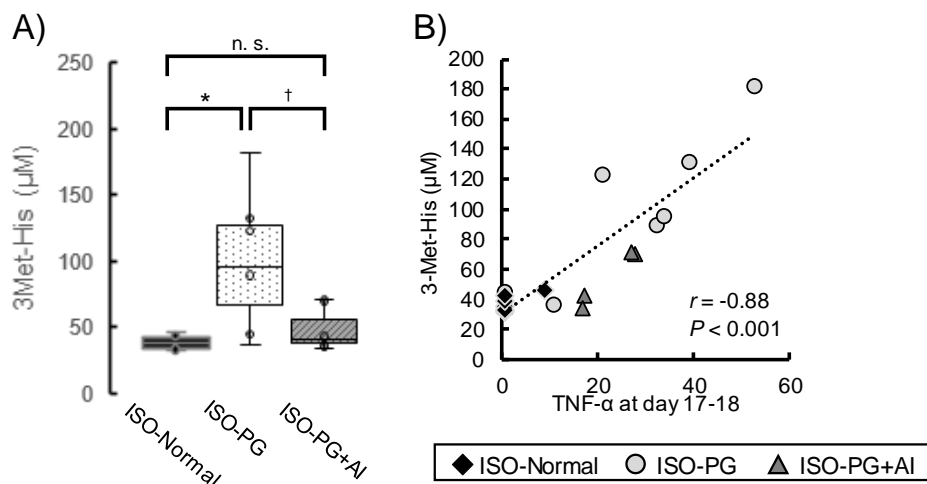 A)
n. s.
*
†
250
200
150
100
50
0
3Met-His (µM)
ISO-Normal
ISO-PG
ISO-PG+AI
B)
200
180
160
140
120
100
80
60
40
20
0
3-Met-His (µM)
r = -0.88
P < 0.001
0 20 40 60
TNF-α at day 17-18
ISO-Normal ISO-PG ISO-PG+AI